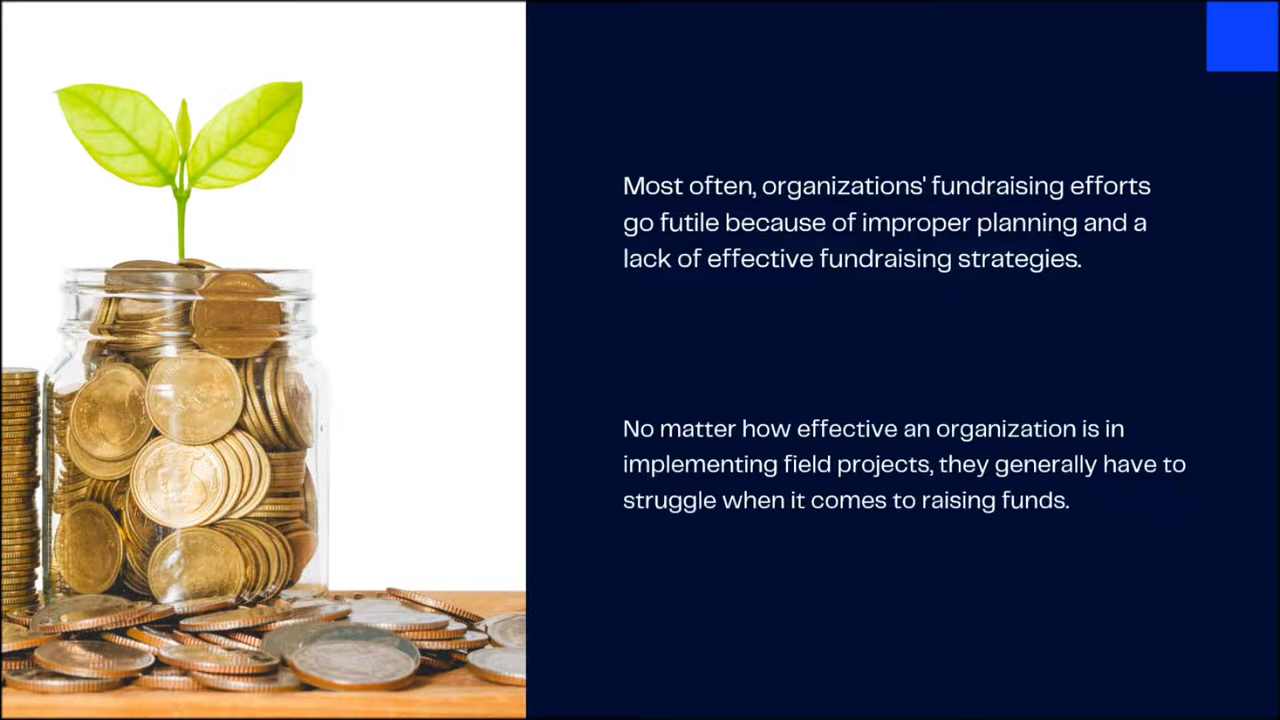 Most often, organizations' fundraising efforts
go futile because of improper planning and a
lack of effective fundraising strategies.
No matter how effective an organization is in
implementing field projects, they generally have to
struggle when it comes to raising funds.